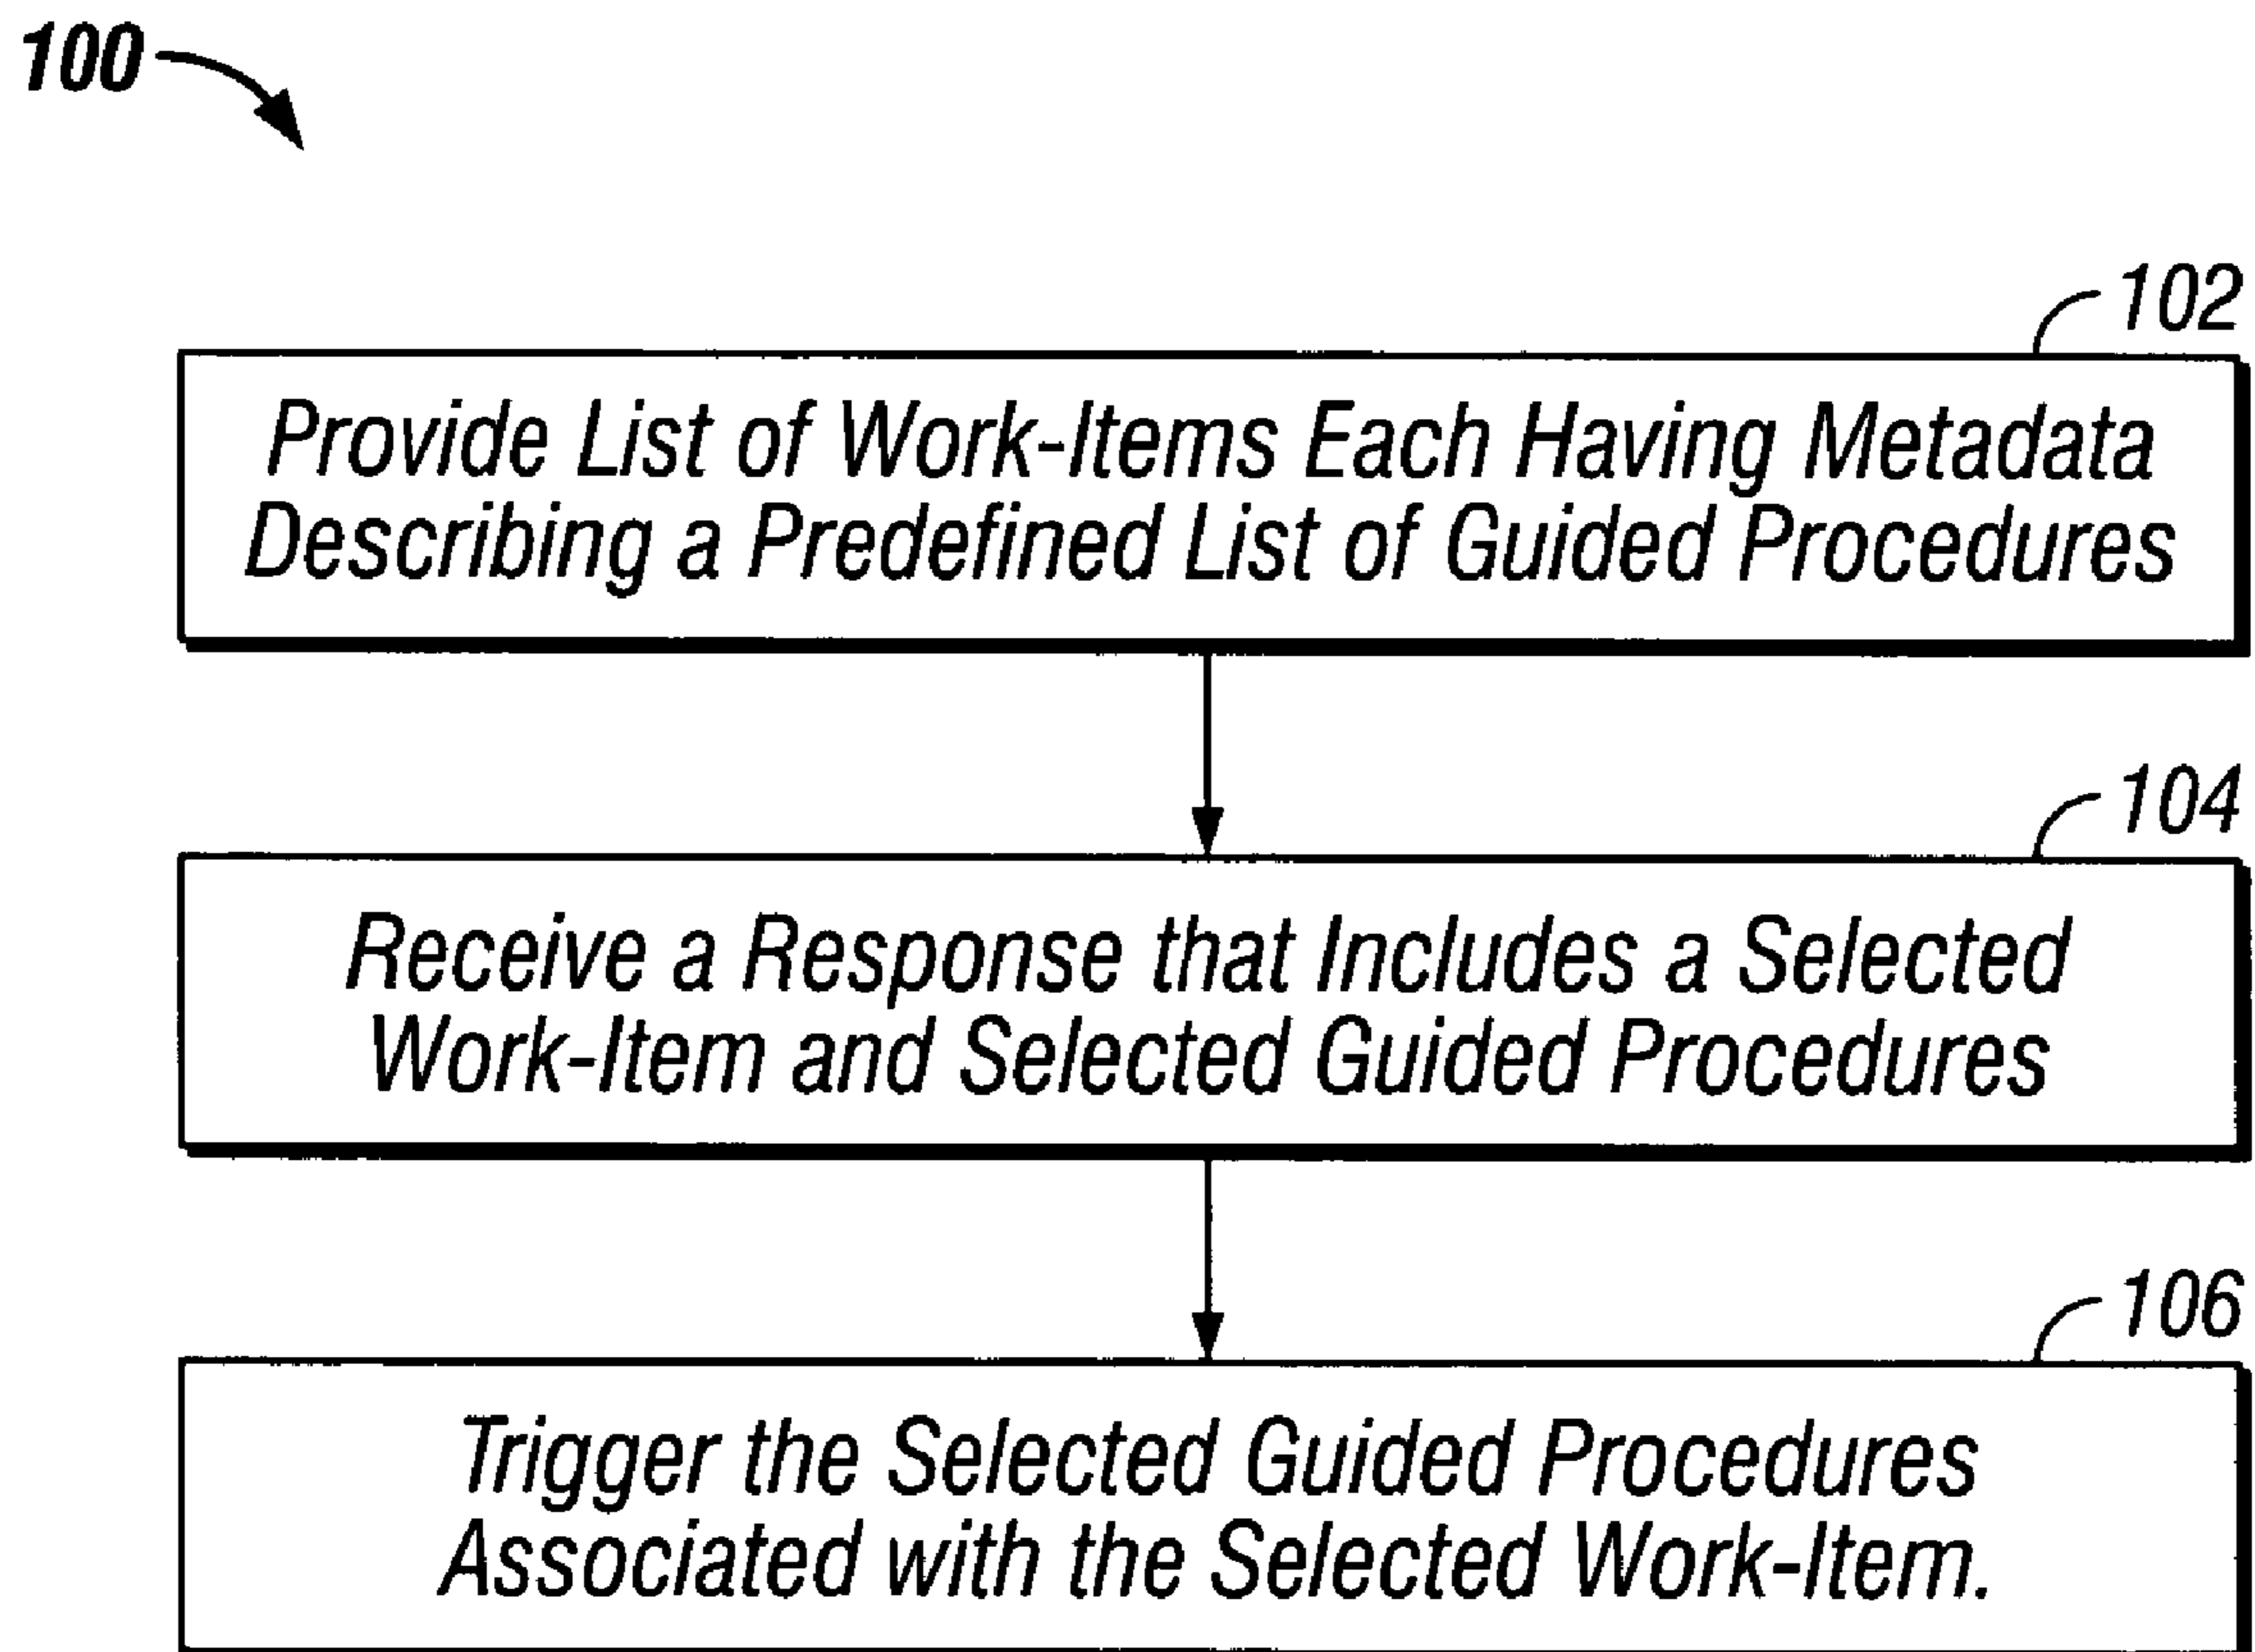 100
102
Provide List of Work-Items Each Having Metadata
Describing a Predefined List of Guided Procedures
104
Receive a Response that Includes a Selected
Work-Item and Selected Guided Procedures
106
Trigger the Selected Guided Procedures
Associated with the Selected Work-Item.